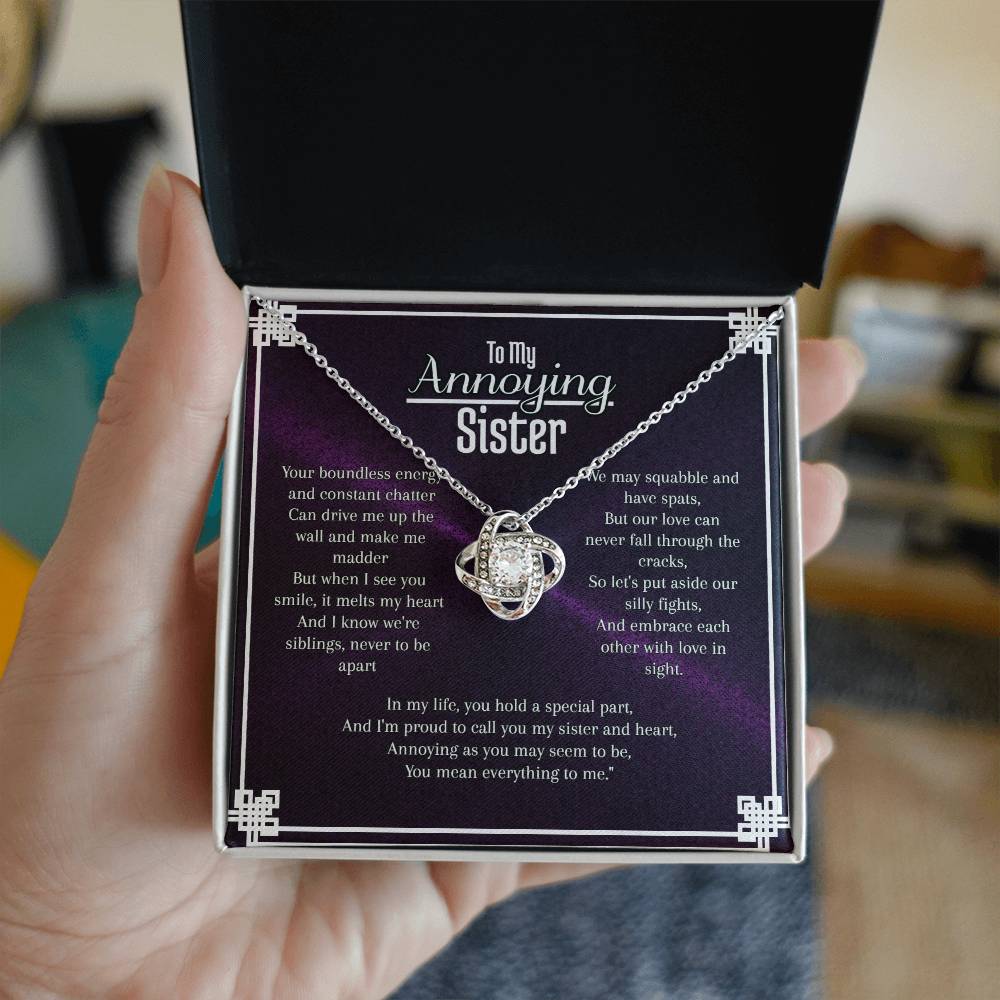 To My
Annoying
Sister
Your boundless energy
and constant chatter
Can drive me up the
wall and make me
madder
But when I see you
smile, it melts my heart
And I know we're
siblings, never to be
apart
We may squabble and
have spats,
But our love can
never fall through the
cracks,
So let's put aside our
silly fights,
And embrace each
other with love in
sight.
In my life, you hold a special part,
And I'm proud to call you my sister and heart,
Annoying as you may seem to be,
You mean everything to me."